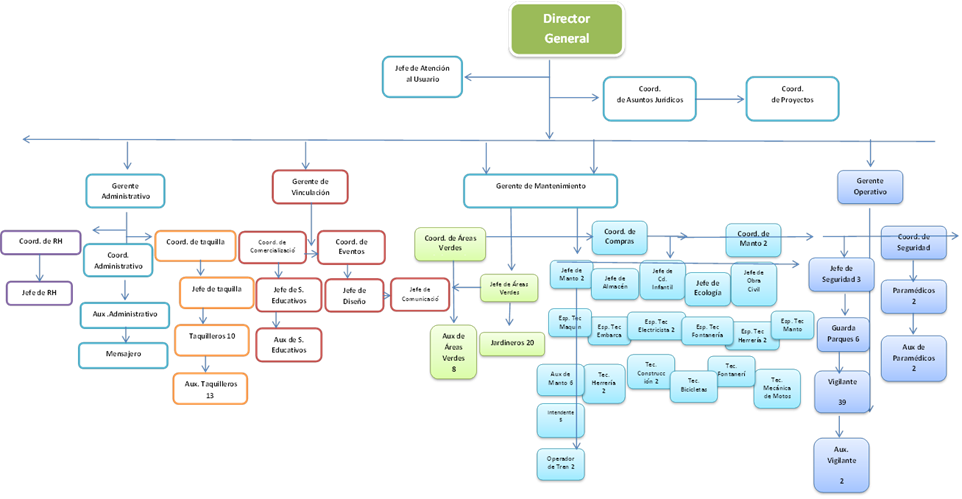 Director
General
Jefe de Atención
al Usuario
Coord.
de Asuntos Jurídicos
Coord.
de Proyectos
Gerente
Administrativo
Gerente de
Vinculación
Gerente de Mantenimiento
Gerente
Operativo
Coord. de RH
Jefe de RH
Coord.
Administrativo
Aux .Administrativo
Mensajero
Coord. de taquilla
Jefe de taquilla
Taquilleros 10
Aux. Taquilleros
13
Coord. de
Comercializació
Jefe de S.
Educativos
Aux de S.
Educativos
Coord. de
Eventos
Jefe de
Diseño
Jefe de
Comunicació
Coord. de Áreas
Verdes
Jefe de Áreas
Verdes
Aux de
Áreas
Verdes
8
Jardineros 20
Coord. de
Compras
Coord. de
Manto 2
Jefe de
Manto 2
Jefe de
Almacén
Jefe de
Cd.
Infantil
Jefe de
Ecología
Jefe de
Obra
Civil
Esp. Tec
Maquin
Esp. Tec
Embarca
Esp. Tec
Electricista 2
Esp. Tec
Fontanería
Esp. Tec
Herrería 2
Esp. Tec
Manto
Aux de
Manto 6
Tec.
Herrería
2
Tec.
Construcc
ión 2
Tec.
Bicicletas
Tec.
Fontanerí
Tec.
Mecánica
de Motos
Intendente
8
Operador
de Tren 2
Jefe de
Seguridad 3
Guarda
Parques 6
Vigilante
39
Aux.
Vigilante
2
Coord. de
Seguridad
Paramédicos
2
Aux de
Paramédicos
2